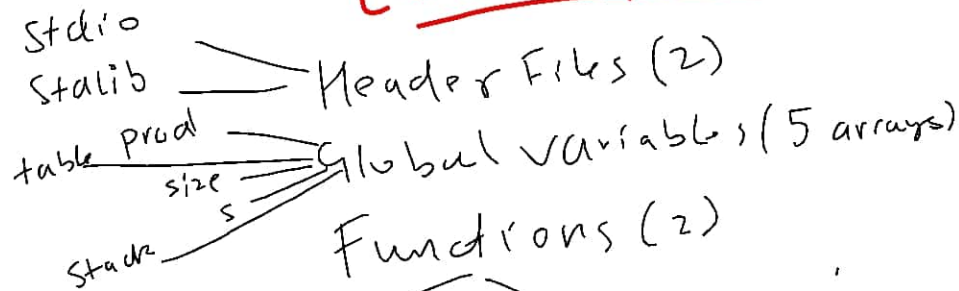 stdio
Stdlib
Header Files (2)
prod
table
Global variables (5 arrays)
size
s
Stack
Functions (2)